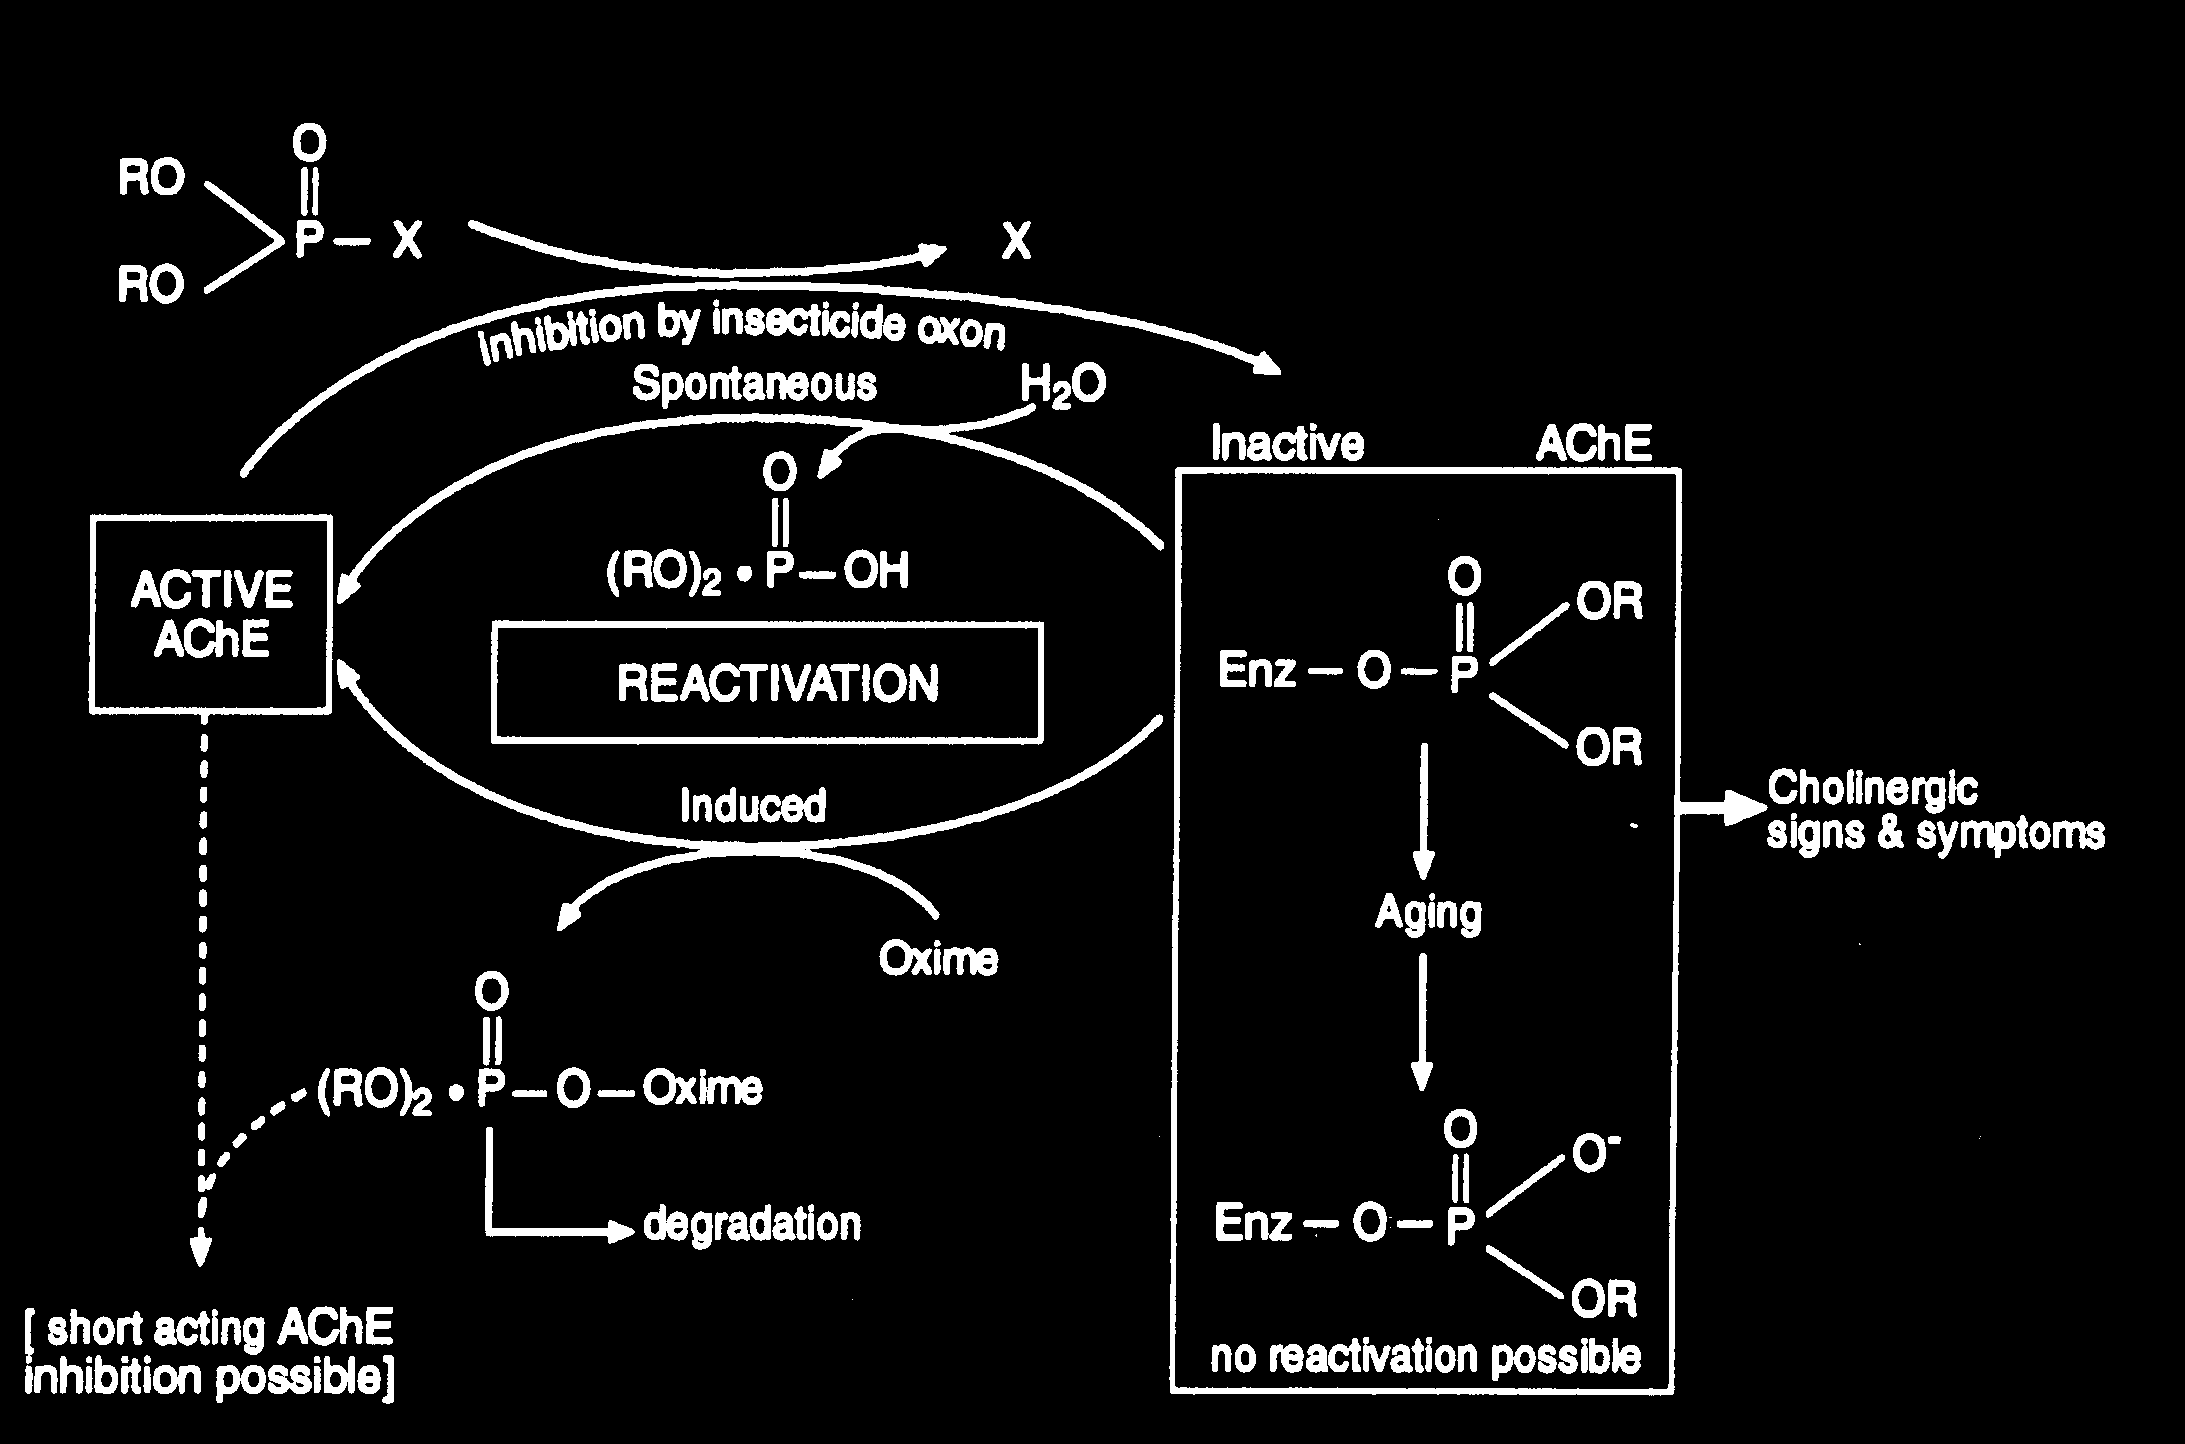 O
RO
P — X
X
RO
Inhibition by insecticide oxon
Spontaneous
H₂O
Inactive AChE
O
(RO)₂ • P — OH
ACTIVE
AChE
REACTIVATION
O
OR
Enz — O — P
OR
Induced
Cholinergic
signs & symptoms
Aging
Oxime
O
(RO)₂ • P — O — Oxime
degradation
O
O⁻
Enz — O — P
OR
no reactivation possible
[ short acting AChE
inhibition possible]